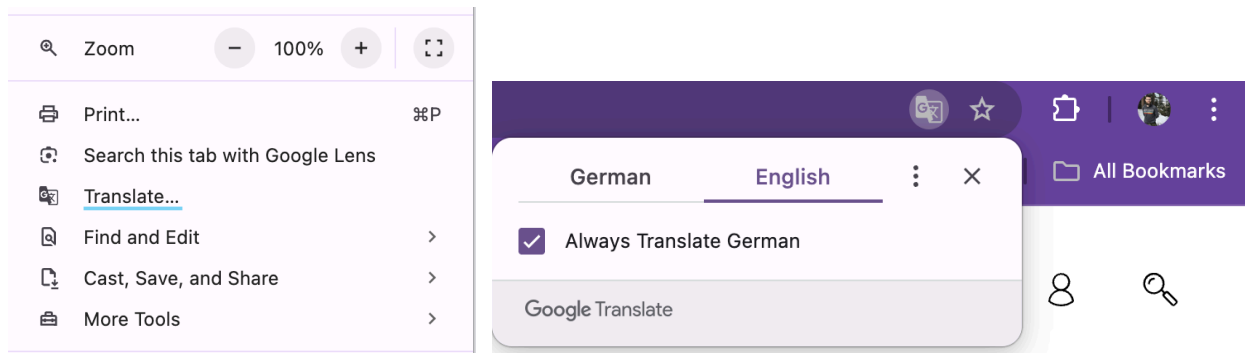 Zoom − 100% +
Print... ⌘P
Search this tab with Google Lens
Translate...
Find and Edit
Cast, Save, and Share
More Tools
All Bookmarks
German English
Always Translate German
Google Translate